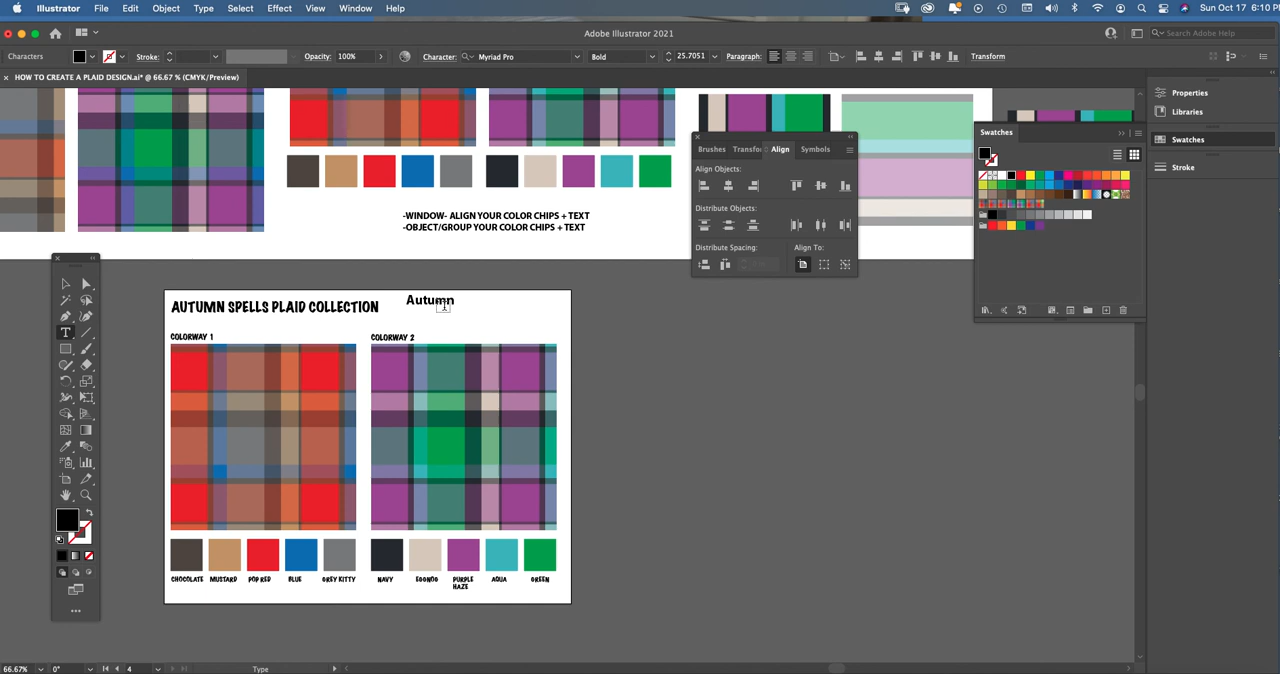 Illustrator File Edit Object Type Select Effect View Window Help Sun Oct 17 6:10 P
Adobe Illustrator 2021 Search Adobe Help
Characters Stroke: Opacity: 100% Character: Myriad Pro Bold 25.7051 Paragraph: Transform
HOW TO CREATE A PLAID DESIGN.ai* @ 66.67 % (CMYK/Preview)
Properties
Libraries
Swatches
Stroke
Swatches
Brushes Transfo Align Symbols
Align Objects:
Distribute Objects:
Distribute Spacing: Align To:
-WINDOW- ALIGN YOUR COLOR CHIPS + TEXT
-OBJECT/GROUP YOUR COLOR CHIPS + TEXT
AUTUMN SPELLS PLAID COLLECTION
Autumn
COLORWAY 1 COLORWAY 2
CHOCOLATE MUSTARD POP RED BLUE GREY KITTY NAVY EGGNOG PURPLE HAZE AQUA GREEN
66.67% 0° 4 Type